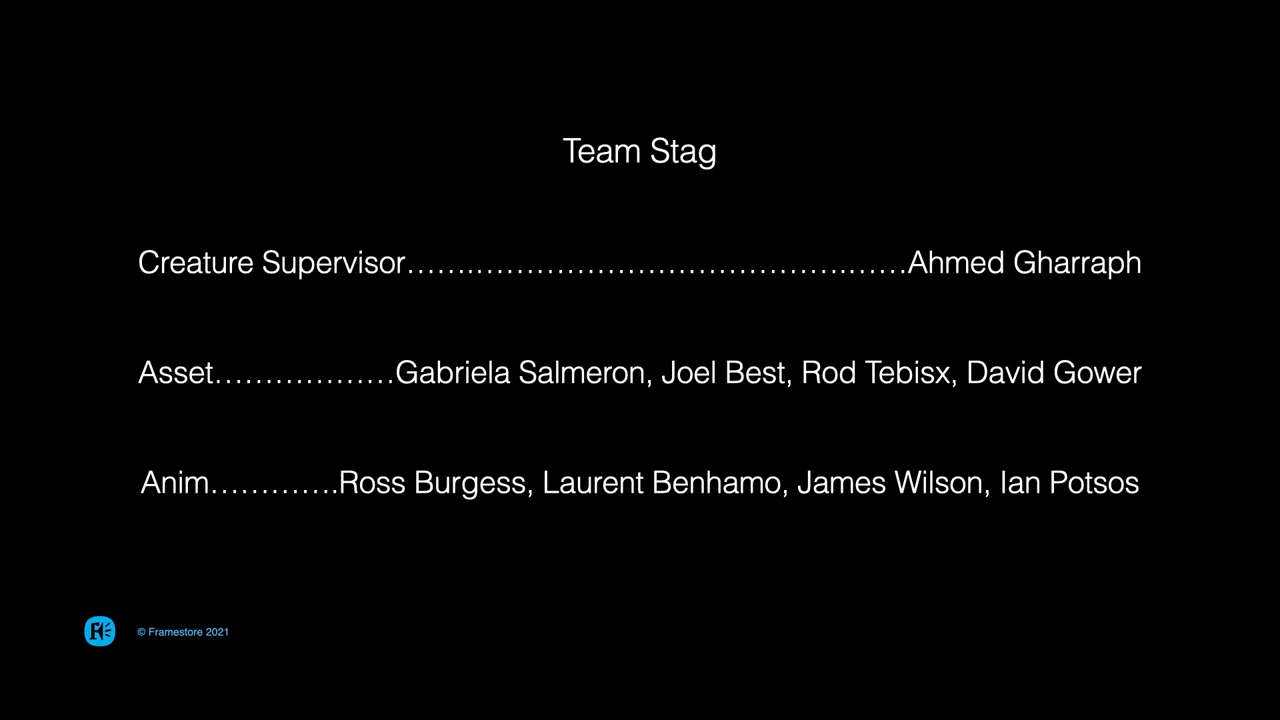 Team Stag
Creature Supervisor…….……………………………….……Ahmed Gharraph
Asset………………Gabriela Salmeron, Joel Best, Rod Tebisx, David Gower
Anim………….Ross Burgess, Laurent Benhamo, James Wilson, Ian Potsos
F
© Framestore 2021